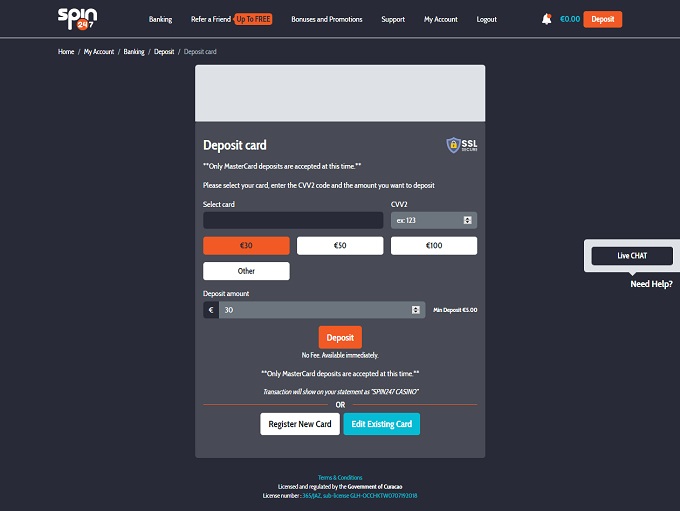 spin
247
Banking
Refer a Friend Up To FREE
Bonuses and Promotions
Support
My Account
Logout
€0.00
Deposit
Home / My Account / Banking / Deposit / Deposit card
Deposit card
SSL
SECURE
**Only MasterCard deposits are accepted at this time.**
Please select your card, enter the CVV2 code and the amount you want to deposit
Select card
CVV2
ex: 123
€30
€50
€100
Other
Live CHAT
Need Help?
Deposit amount
€
30
Min Deposit €5.00
Deposit
No Fee. Available immediately.
**Only MasterCard deposits are accepted at this time.**
Transaction will show on your statement as "SPIN247 CASINO"
OR
Register New Card
Edit Existing Card
Terms & Conditions
Licensed and regulated by the Government of Curacao
License number : 365/JAZ, sub-license GLH-OCCHKTW0707192018